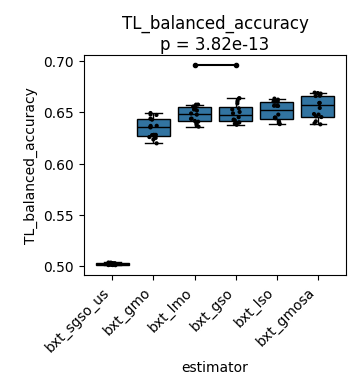 TL_balanced_accuracy
p = 3.82e-13
TL_balanced_accuracy
0.70
0.65
0.60
0.55
0.50
bxt_sgso_us
bxt_gmo
bxt_lmo
bxt_gso
bxt_lso
bxt_gmosa
estimator